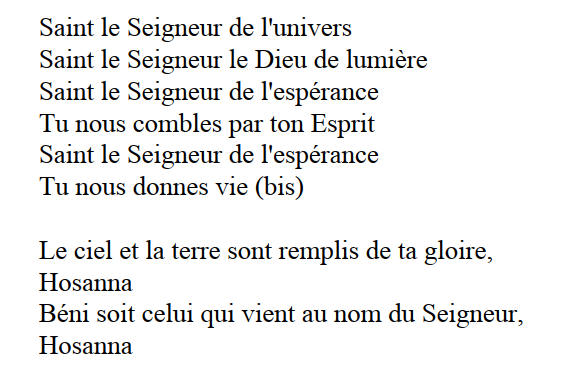 Saint le Seigneur de l'univers
Saint le Seigneur le Dieu de lumière
Saint le Seigneur de l'espérance
Tu nous combles par ton Esprit
Saint le Seigneur de l'espérance
Tu nous donnes vie (bis)

Le ciel et la terre sont remplis de ta gloire,
Hosanna
Béni soit celui qui vient au nom du Seigneur,
Hosanna